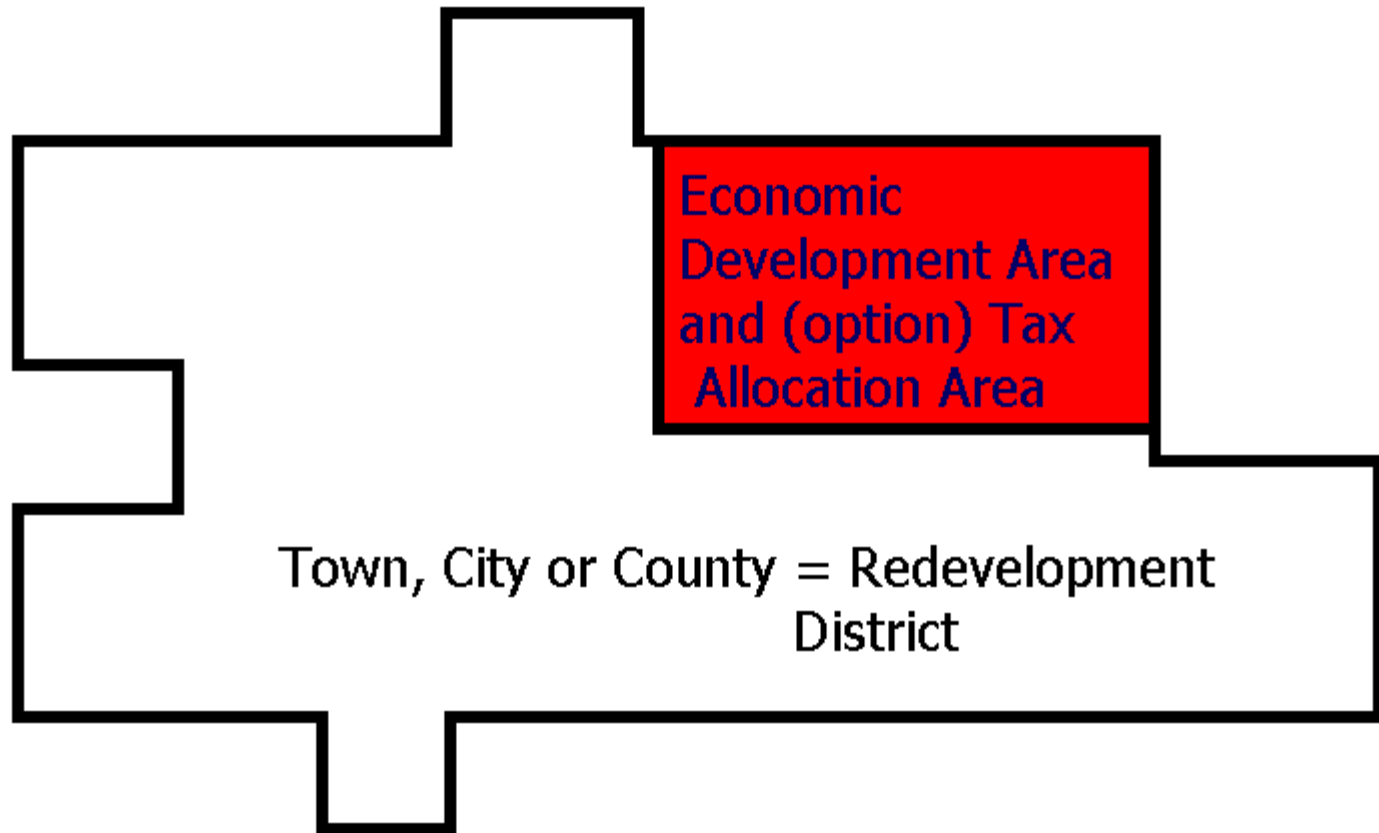 Economic
Development Area
and (option) Tax
Allocation Area
Town, City or County = Redevelopment
District